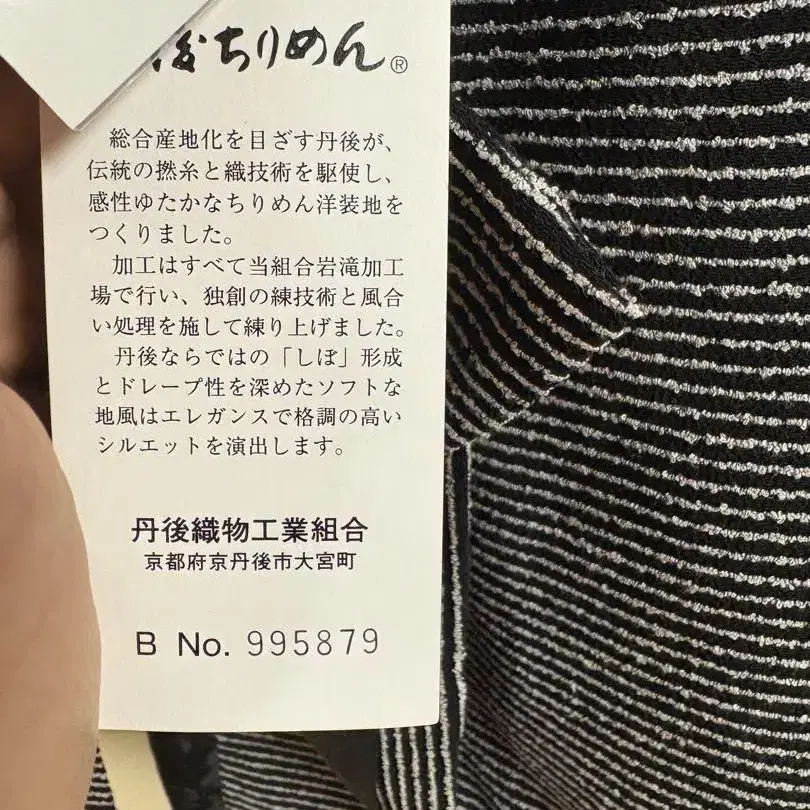 後ちりめん®
総合産地化を目ざす丹後が、
伝統の撚糸と織技術を駆使し、
感性ゆたかなちりめん洋装地を
つくりました。
加工はすべて当組合岩滝加工
場で行い、独創の練技術と風合
い処理を施して練り上げました。
丹後ならではの「しぼ」形成
とドレープ性を深めたソフトな
地風はエレガンスで格調の高い
シルエットを演出します。
丹後織物工業組合
京都府京丹後市大宮町
B No. 995879